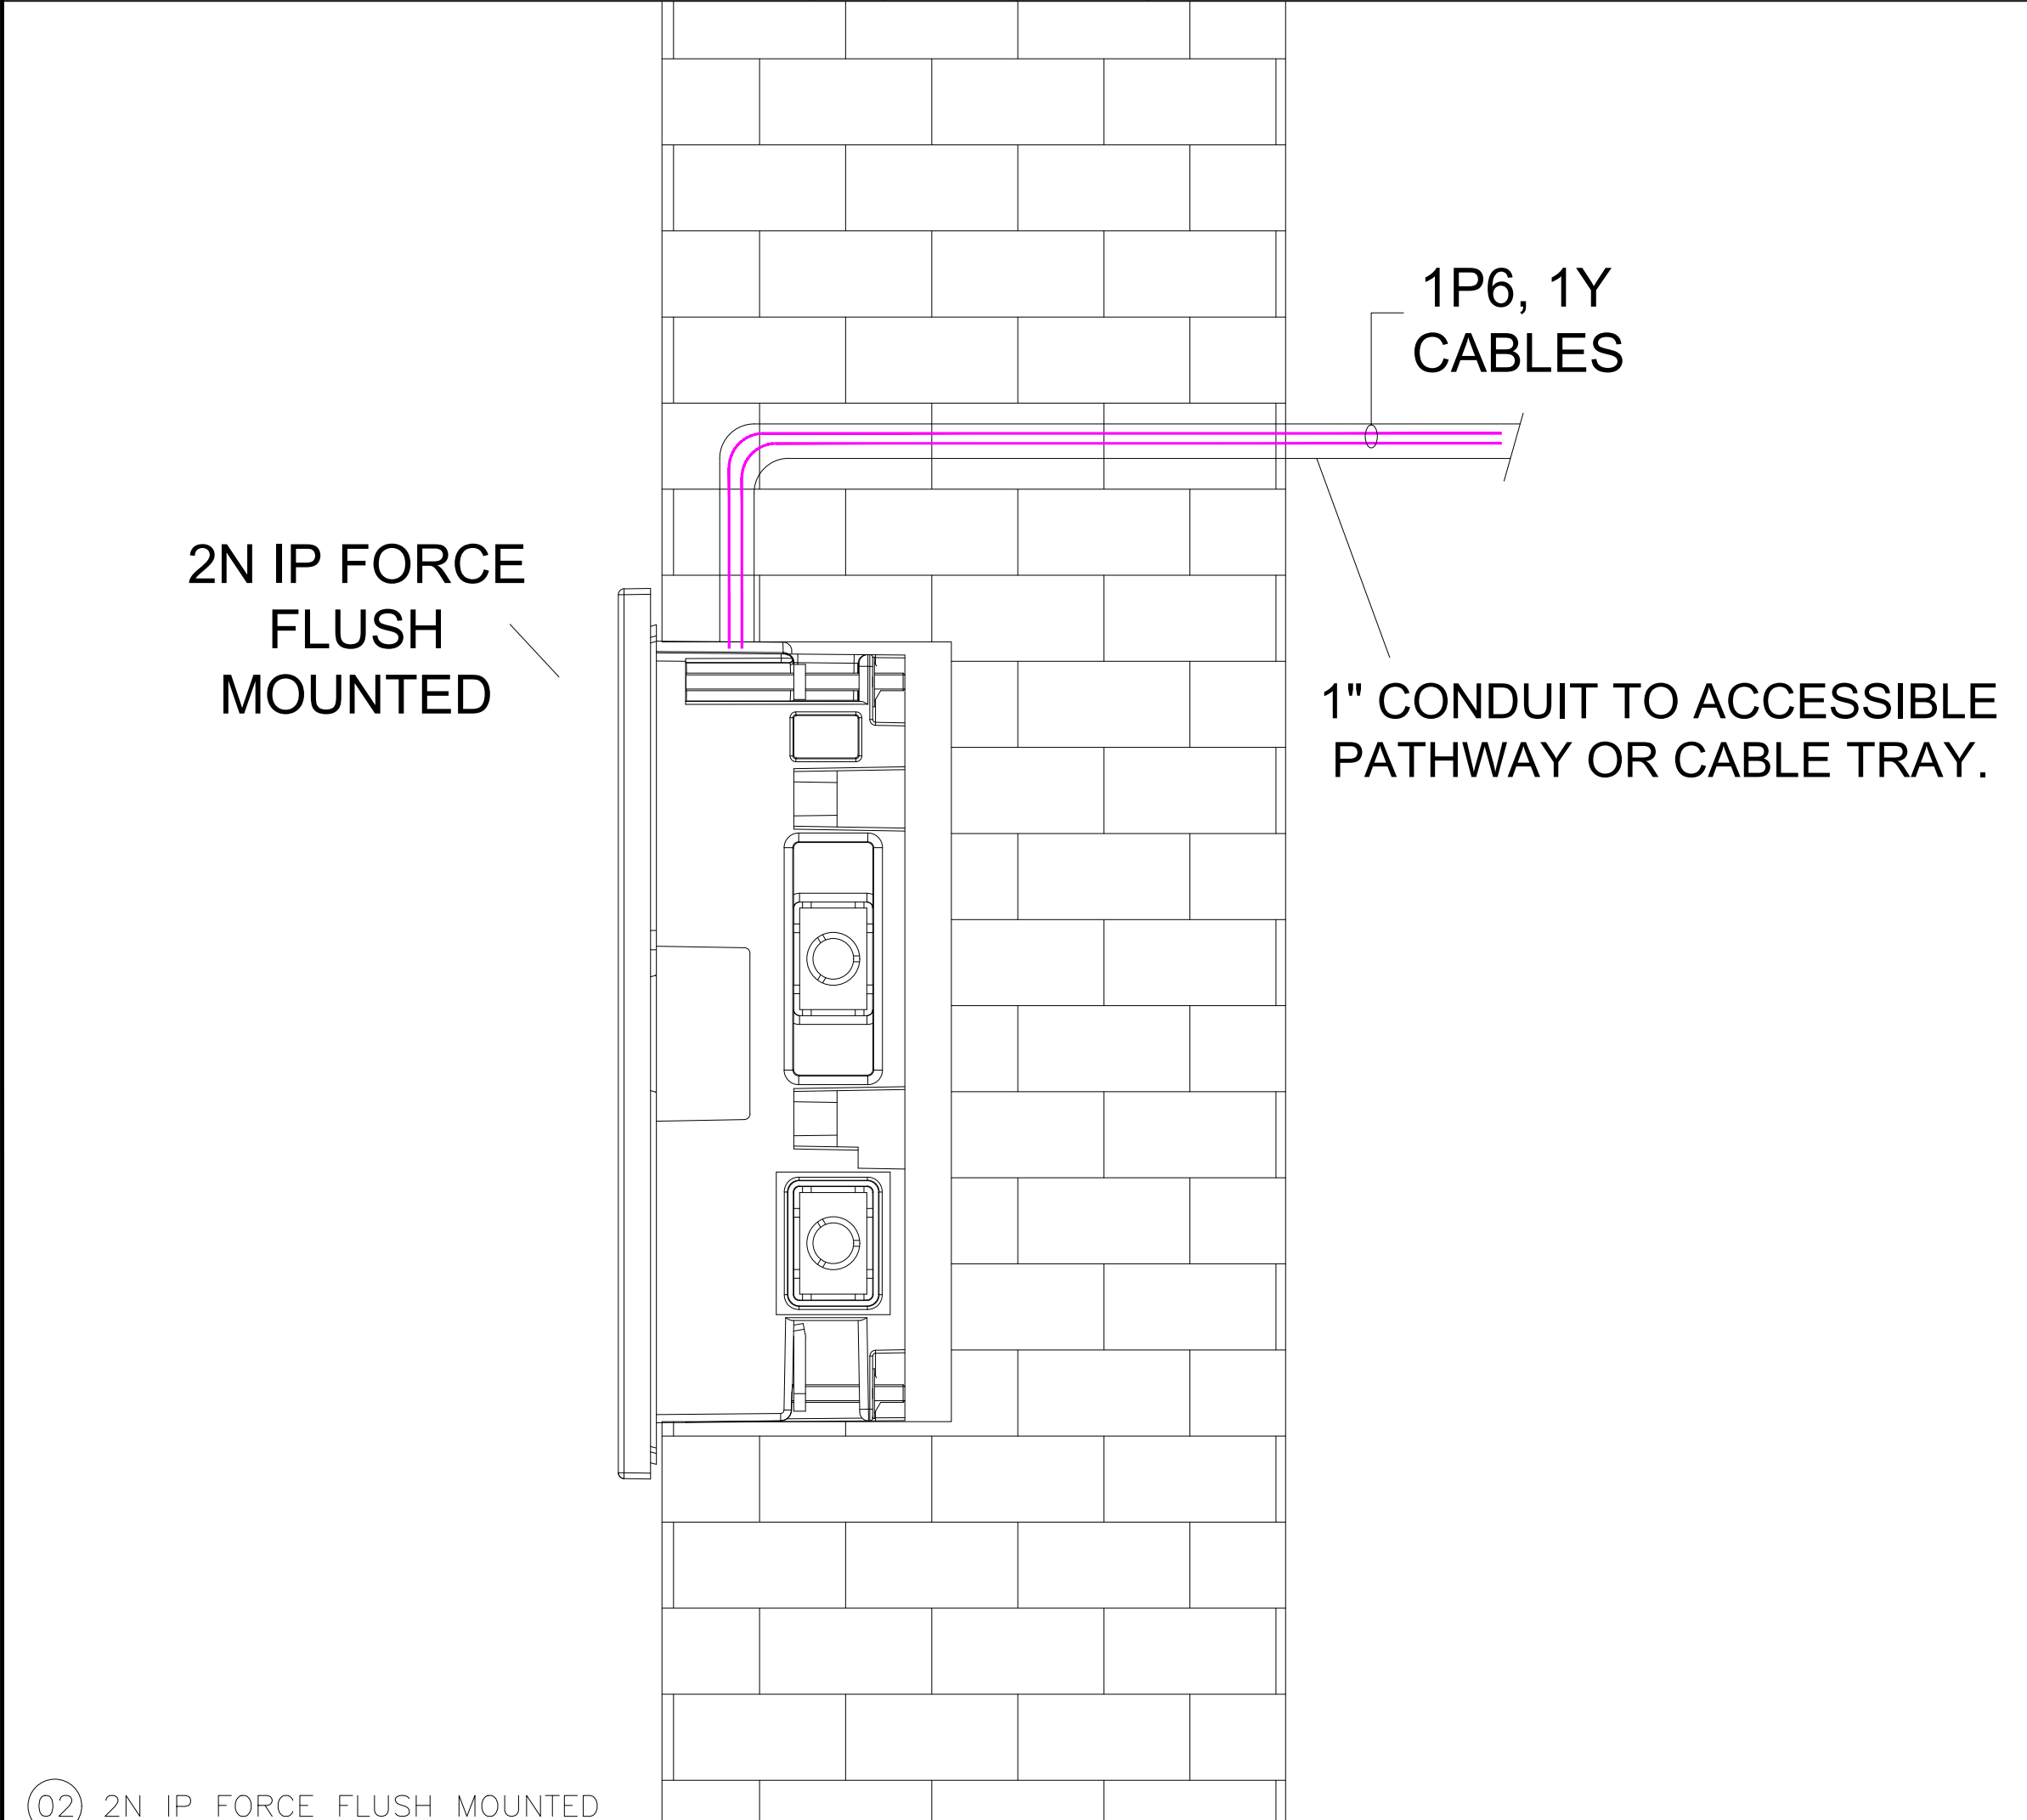 1P6, 1Y
CABLES
2N IP FORCE
FLUSH
MOUNTED
1" CONDUIT TO ACCESSIBLE
PATHWAY OR CABLE TRAY.
02 2N IP FORCE FLUSH MOUNTED